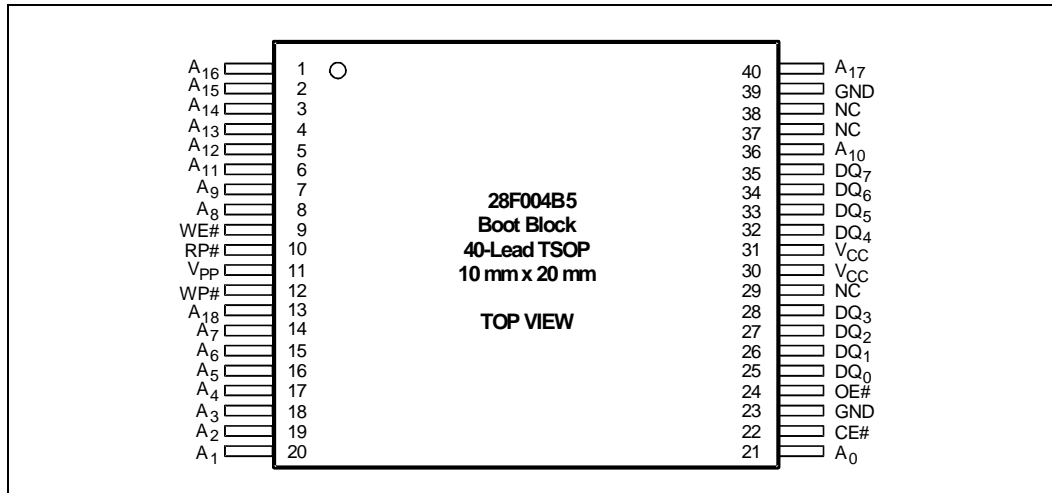 A16 1 40 A17
A15 2 39 GND
A14 3 38 NC
A13 4 37 NC
A12 5 36 A10
A11 6 35 DQ7
A9 7 34 DQ6
A8 8 28F004B5 33 DQ5
WE# 9 Boot Block 32 DQ4
RP# 10 40-Lead TSOP 31 VCC
VPP 11 10 mm x 20 mm 30 VCC
WP# 12 29 NC
A18 13 28 DQ3
A7 14 TOP VIEW 27 DQ2
A6 15 26 DQ1
A5 16 25 DQ0
A4 17 24 OE#
A3 18 23 GND
A2 19 22 CE#
A1 20 21 A0